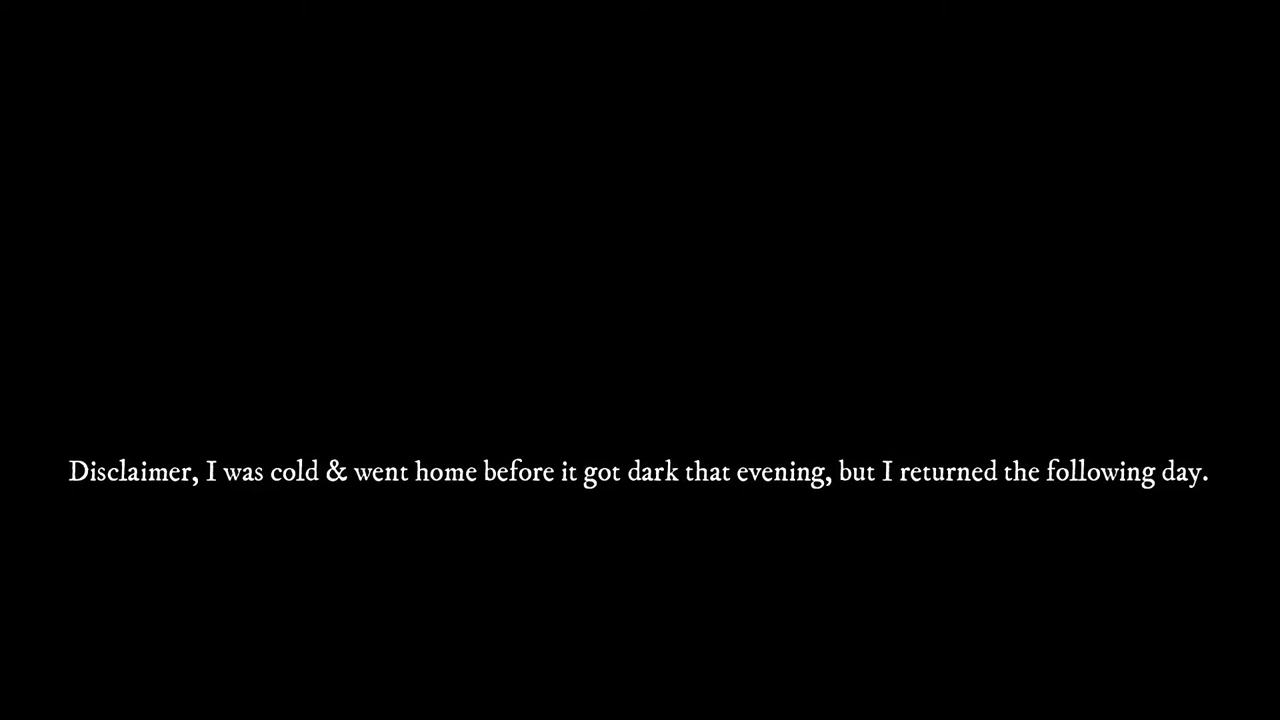 Disclaimer, I was cold & went home before it got dark that evening, but I returned the following day.